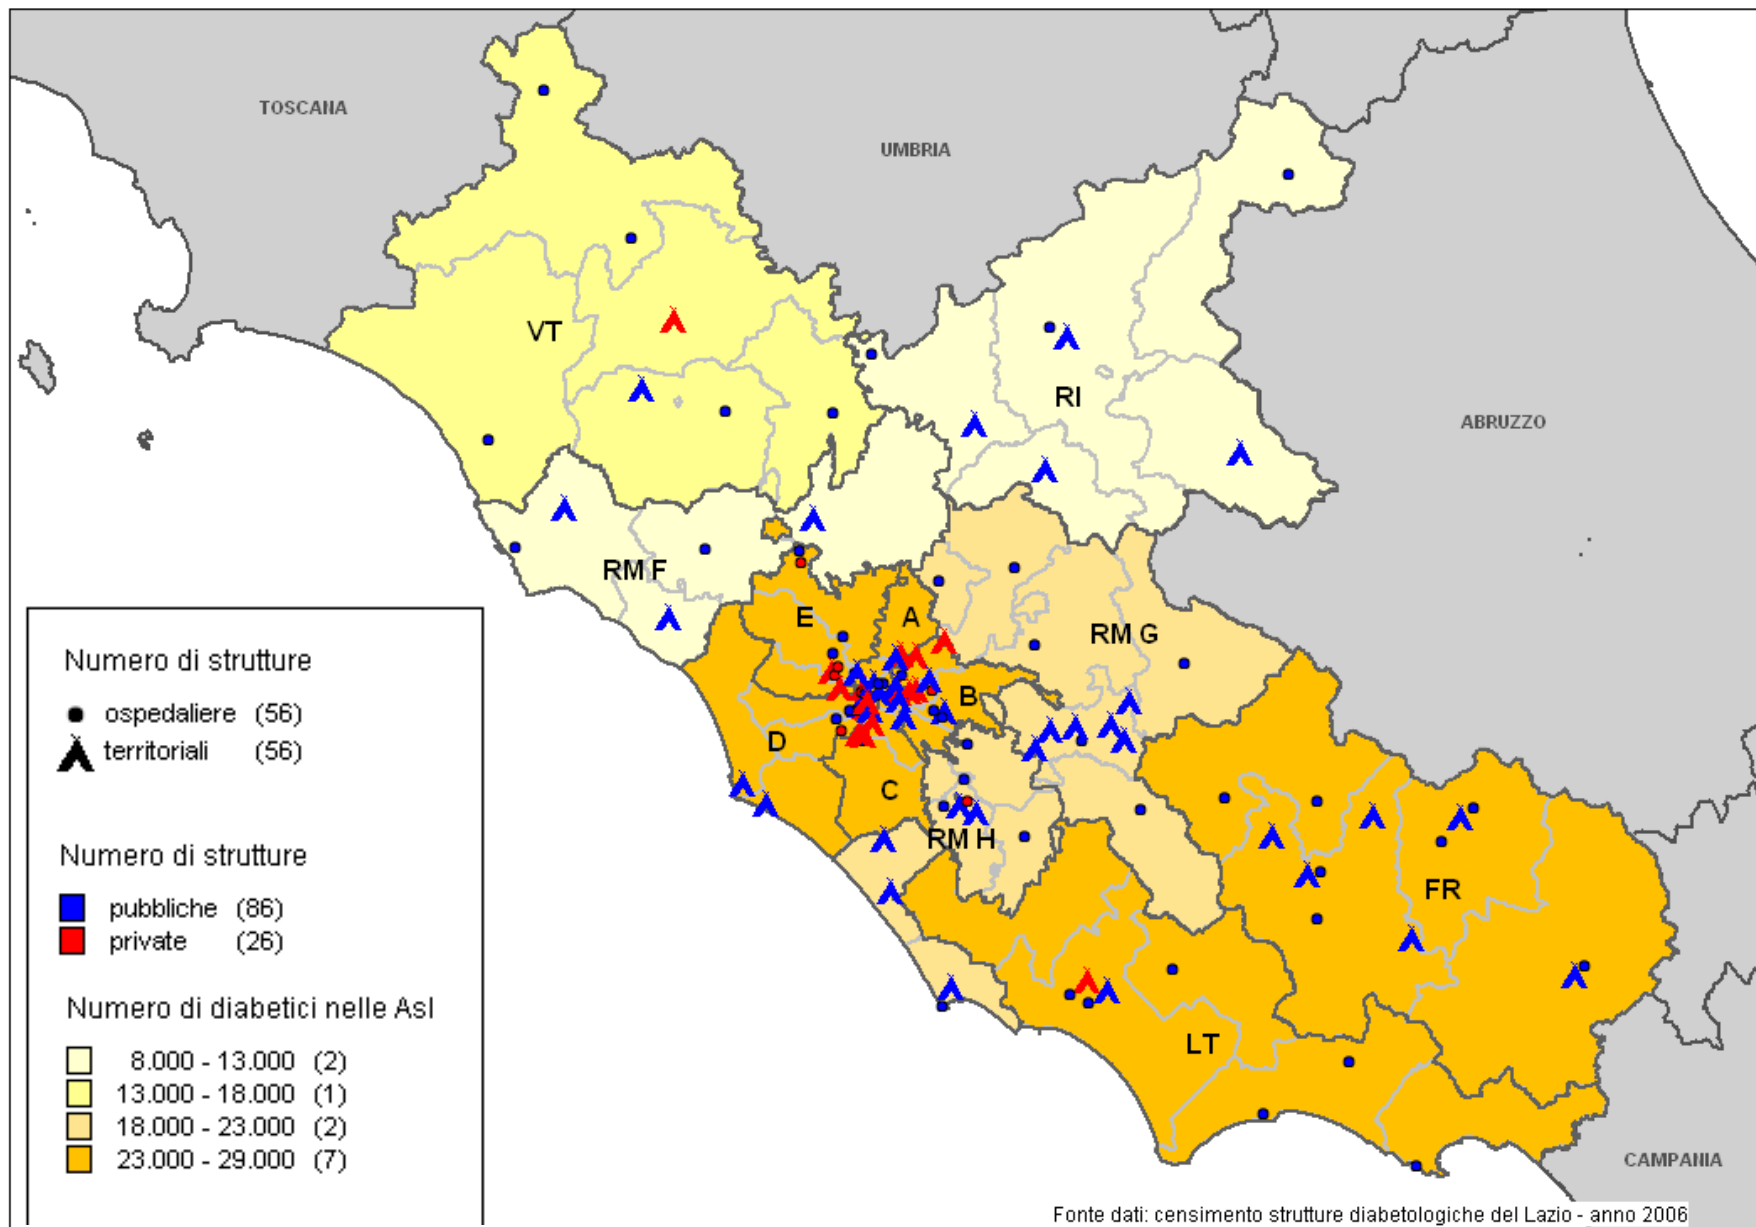 TOSCANA
UMBRIA
VT
RI
ABRUZZO
RM F
E
A
RM G
B
D
C
RM H
FR
LT
CAMPANIA
Numero di strutture
ospedaliere (56)
territoriali (56)
Numero di strutture
pubbliche (86)
private (26)
Numero di diabetici nelle Asl
8.000 - 13.000 (2)
13.000 - 18.000 (1)
18.000 - 23.000 (2)
23.000 - 29.000 (7)
Fonte dati: censimento strutture diabetologiche del Lazio - anno 2006